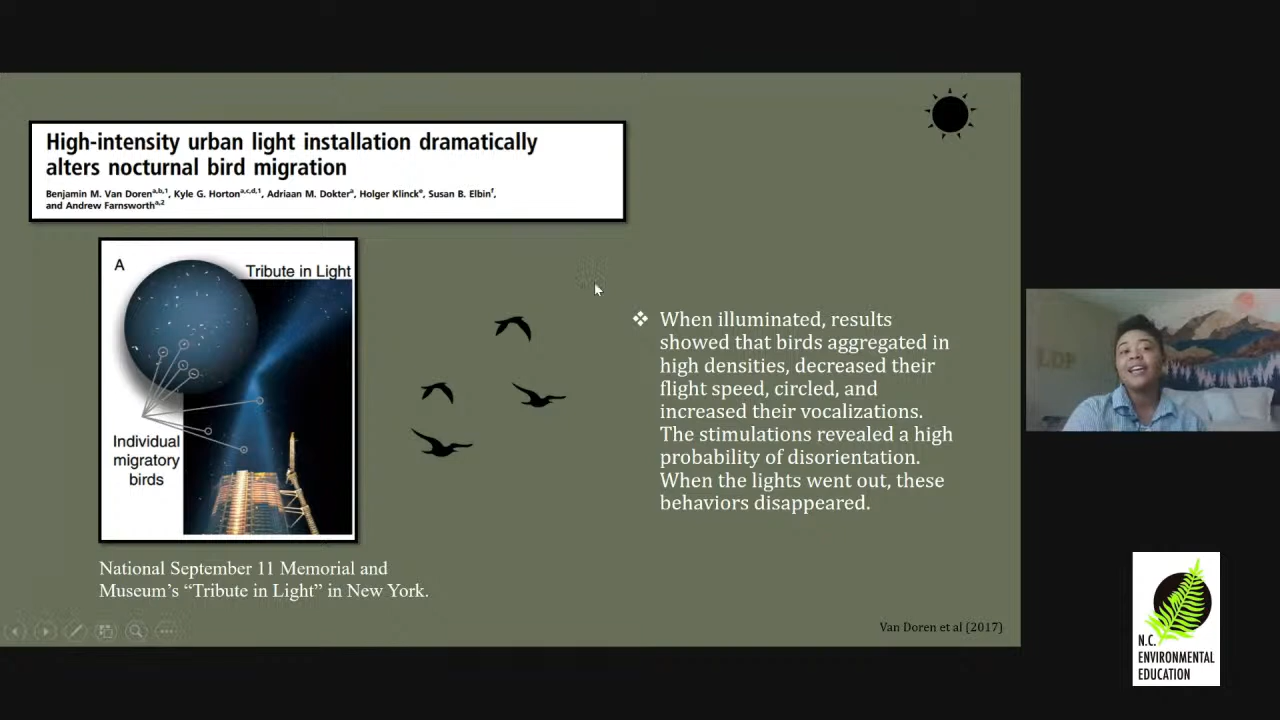 High-intensity urban light installation dramatically
alters nocturnal bird migration
Benjamin M. Van Doren^a,b,1, Kyle G. Horton^a,c,d,1, Adriaan M. Dokter^a, Holger Klinck^e, Susan B. Elbin^f,
and Andrew Farnsworth^a,2
A
Tribute in Light
Individual
migratory
birds
National September 11 Memorial and
Museum's “Tribute in Light” in New York.
❖ When illuminated, results
showed that birds aggregated in
high densities, decreased their
flight speed, circled, and
increased their vocalizations.
The stimulations revealed a high
probability of disorientation.
When the lights went out, these
behaviors disappeared.
Van Doren et al (2017)
LDP
N.C.
ENVIRONMENTAL
EDUCATION